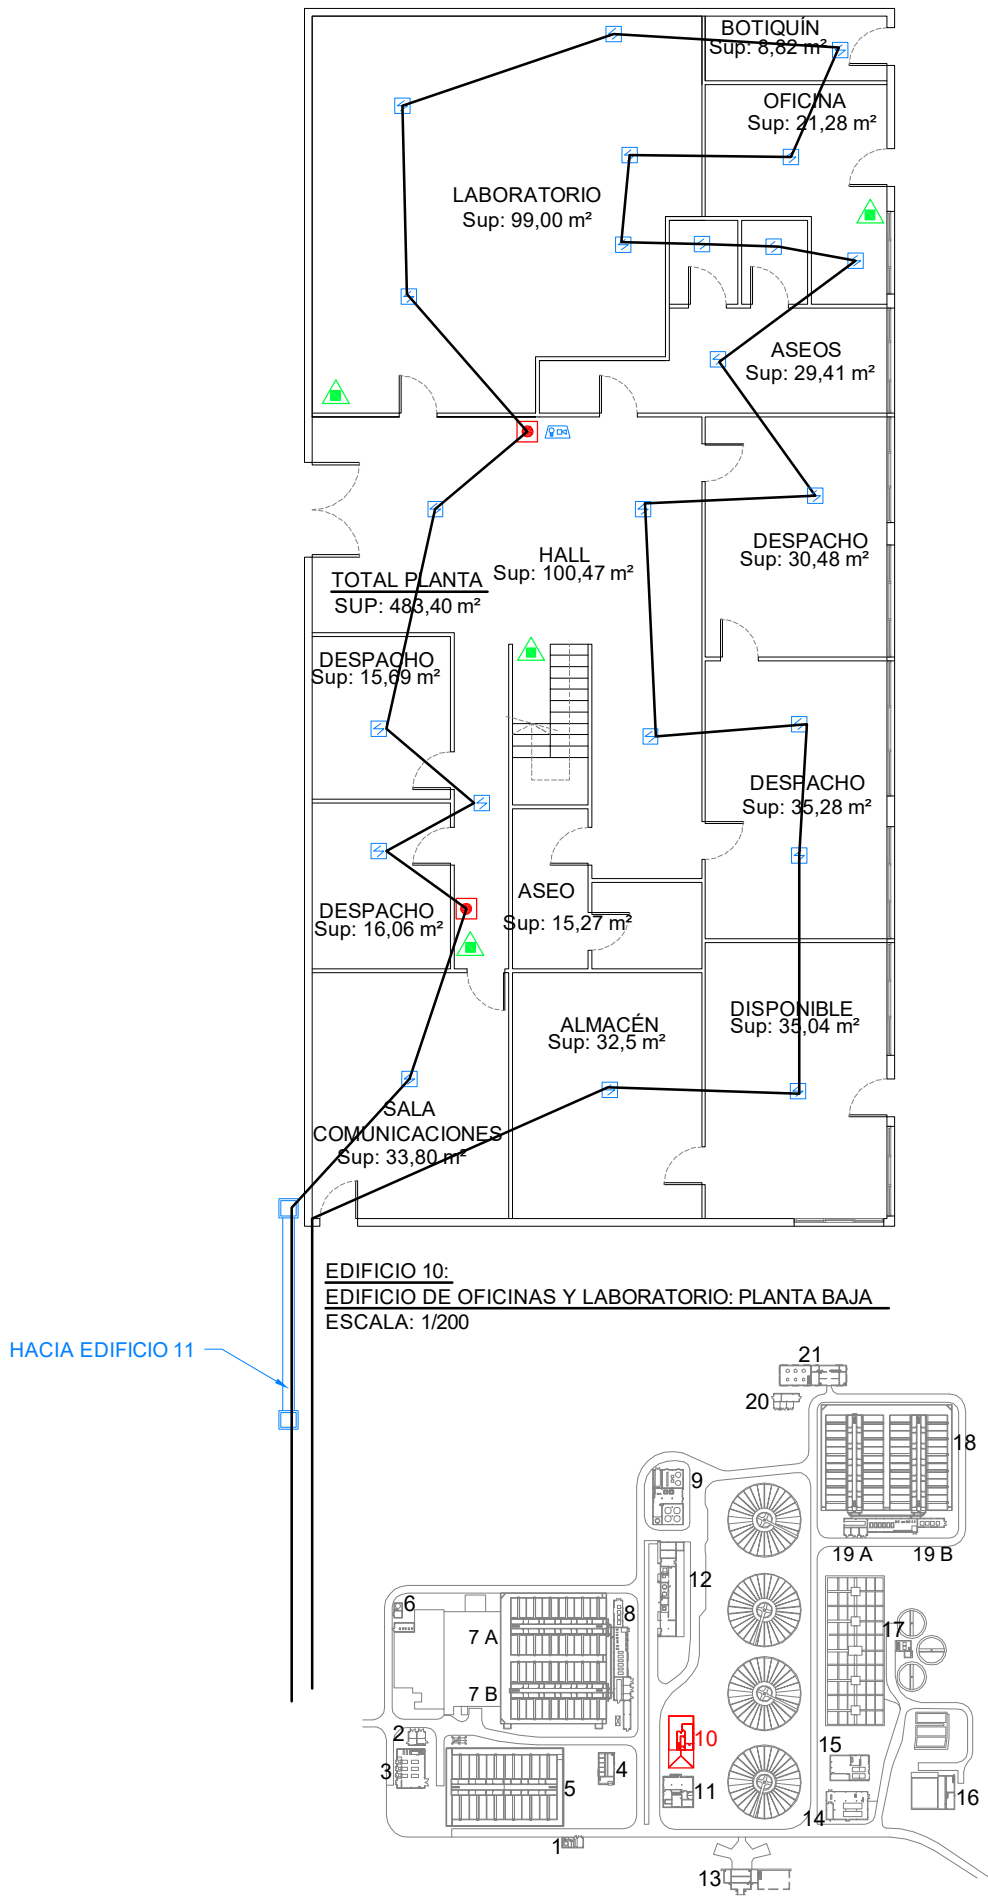 BOTIQUÍN
Sup: 8,82 m²
OFICINA
Sup: 21,28 m²
LABORATORIO
Sup: 99,00 m²
ASEOS
Sup: 29,41 m²
HALL
Sup: 100,47 m²
DESPACHO
Sup: 30,48 m²
TOTAL PLANTA
SUP: 483,40 m²
DESPACHO
Sup: 15,69 m²
DESPACHO
Sup: 35,28 m²
DESPACHO
Sup: 16,06 m²
ASEO
Sup: 15,27 m²
ALMACÉN
Sup: 32,5 m²
DISPONIBLE
Sup: 35,04 m²
SALA
COMUNICACIONES
Sup: 33,80 m²
EDIFICIO 10:
EDIFICIO DE OFICINAS Y LABORATORIO: PLANTA BAJA
ESCALA: 1/200
HACIA EDIFICIO 11
21
20
18
9
19 A
19 B
12
6
8
7 A
17
7 B
10
2
15
3
4
5
11
16
14
1
13